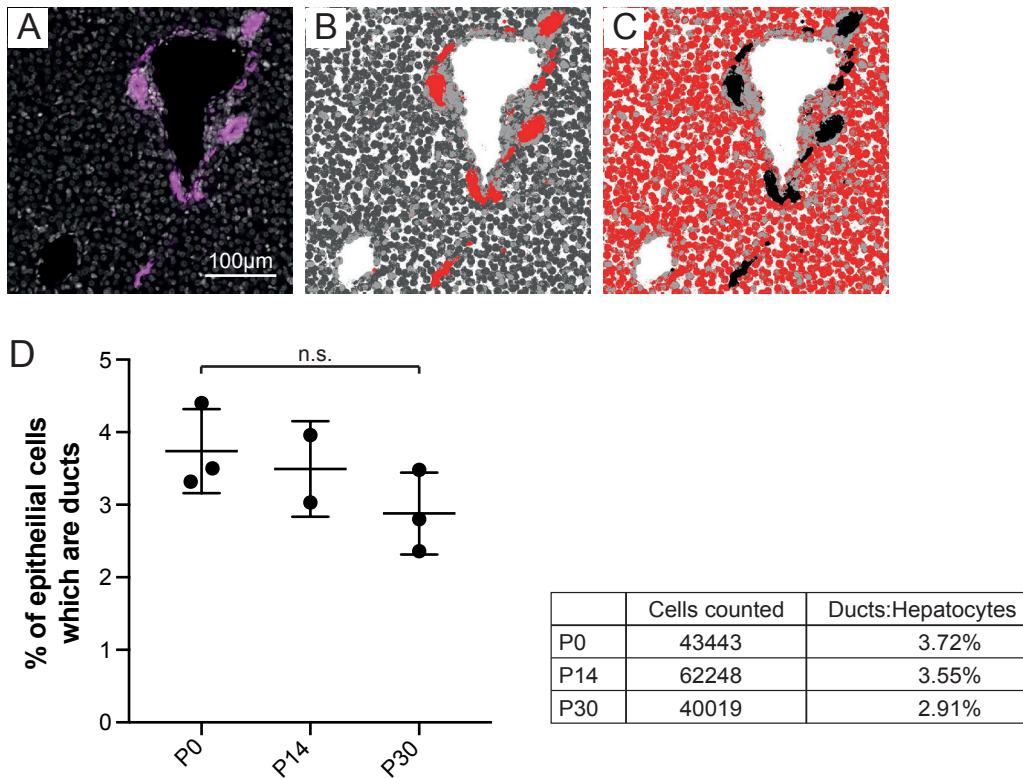 A
B
C
100μm
D
n.s.
% of epitheilial cells
which are ducts
5
4
3
2
1
0
P0
P14
P30
Cells counted Ducts:Hepatocytes
P0 43443 3.72%
P14 62248 3.55%
P30 40019 2.91%